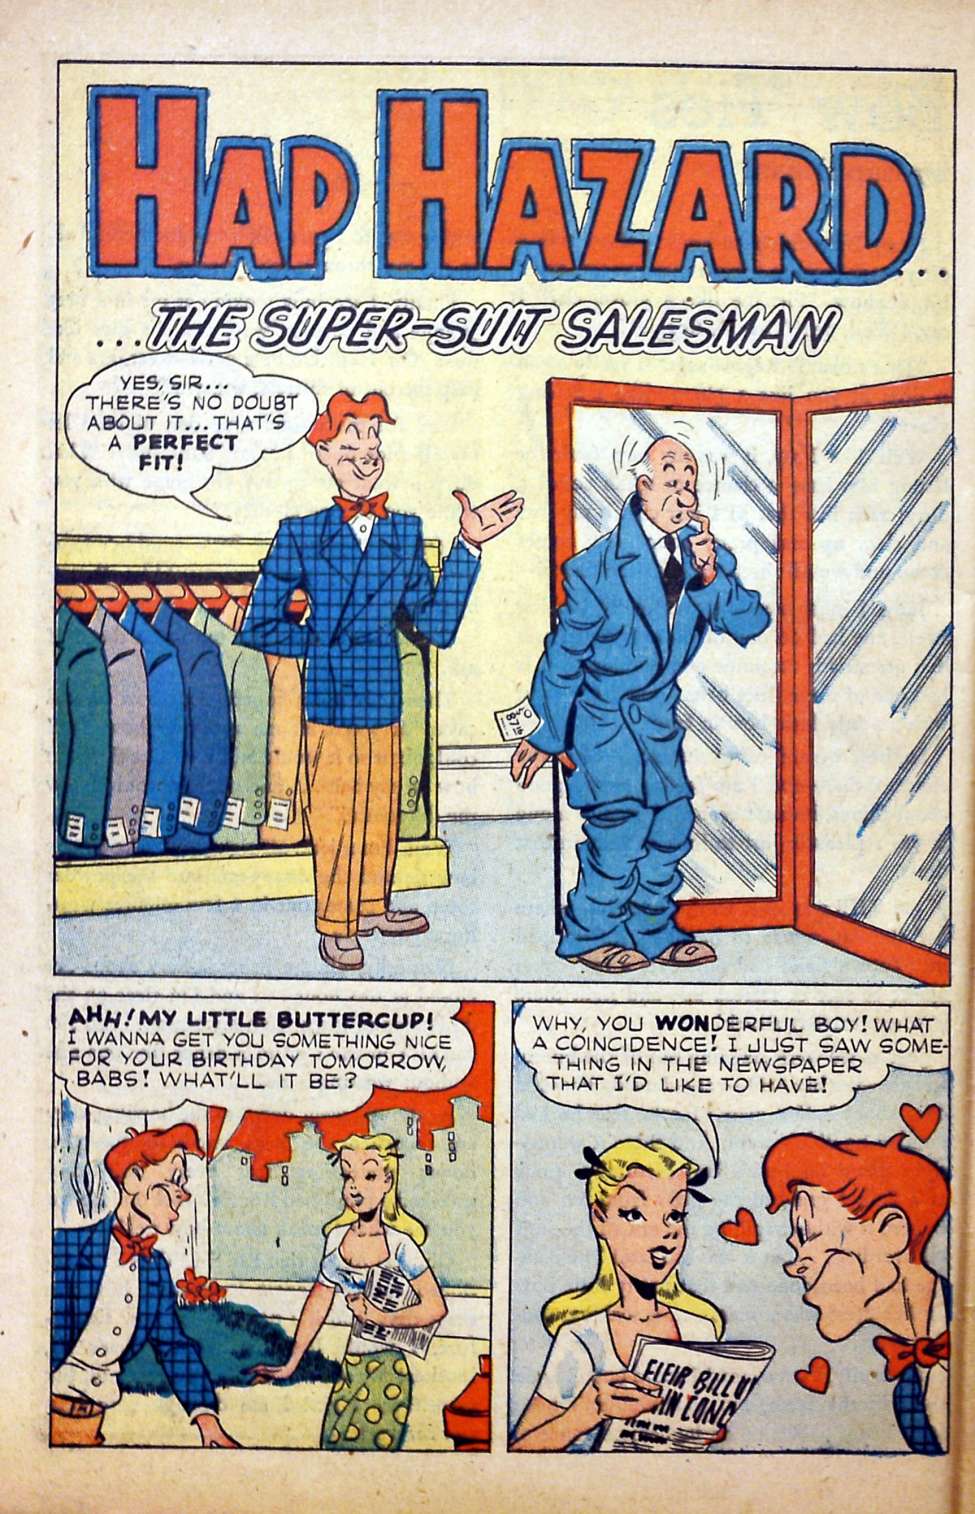 HAP HAZARD...
...THE SUPER-SUIT SALESMAN
YES, SIR...
THERE'S NO DOUBT
ABOUT IT... THAT'S
A PERFECT
FIT!
AHH! MY LITTLE BUTTERCUP!
I WANNA GET YOU SOMETHING NICE
FOR YOUR BIRTHDAY TOMORROW,
BABS! WHAT'LL IT BE?
WHY, YOU WONDERFUL BOY! WHAT
A COINCIDENCE! I JUST SAW SOME-
THING IN THE NEWSPAPER
THAT I'D LIKE TO HAVE!